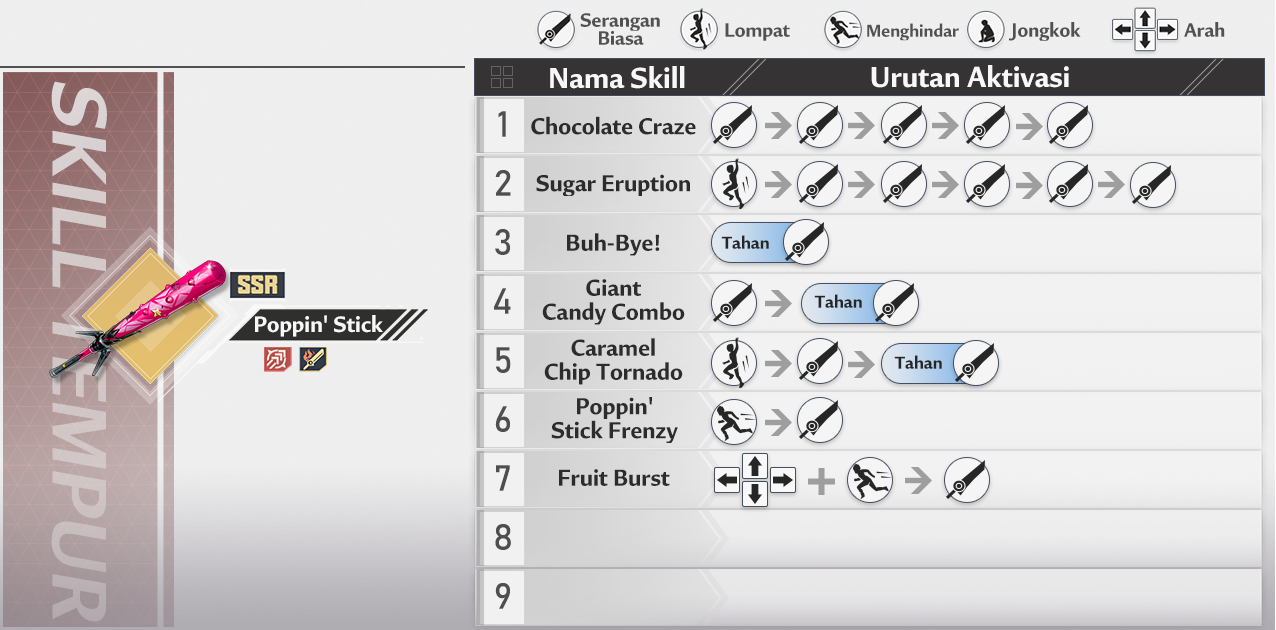 Serangan
Biasa
Lompat
Menghindar
Jongkok
Arah
SKILL TEMPUR
SSR
Poppin' Stick
Nama Skill
Urutan Aktivasi
1 Chocolate Craze
2 Sugar Eruption
3 Buh-Bye!
Tahan
4 Giant
Candy Combo
Tahan
5 Caramel
Chip Tornado
Tahan
6 Poppin'
Stick Frenzy
7 Fruit Burst
8
9